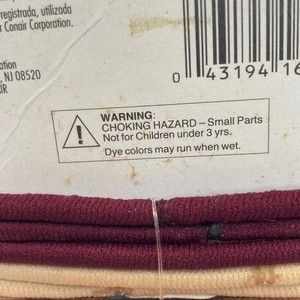 registrada, utilizada
r Conair Corporation.
ation
, NJ 08520
0 43194 16
WARNING:
CHOKING HAZARD – Small Parts
Not for Children under 3 yrs.
Dye colors may run when wet.